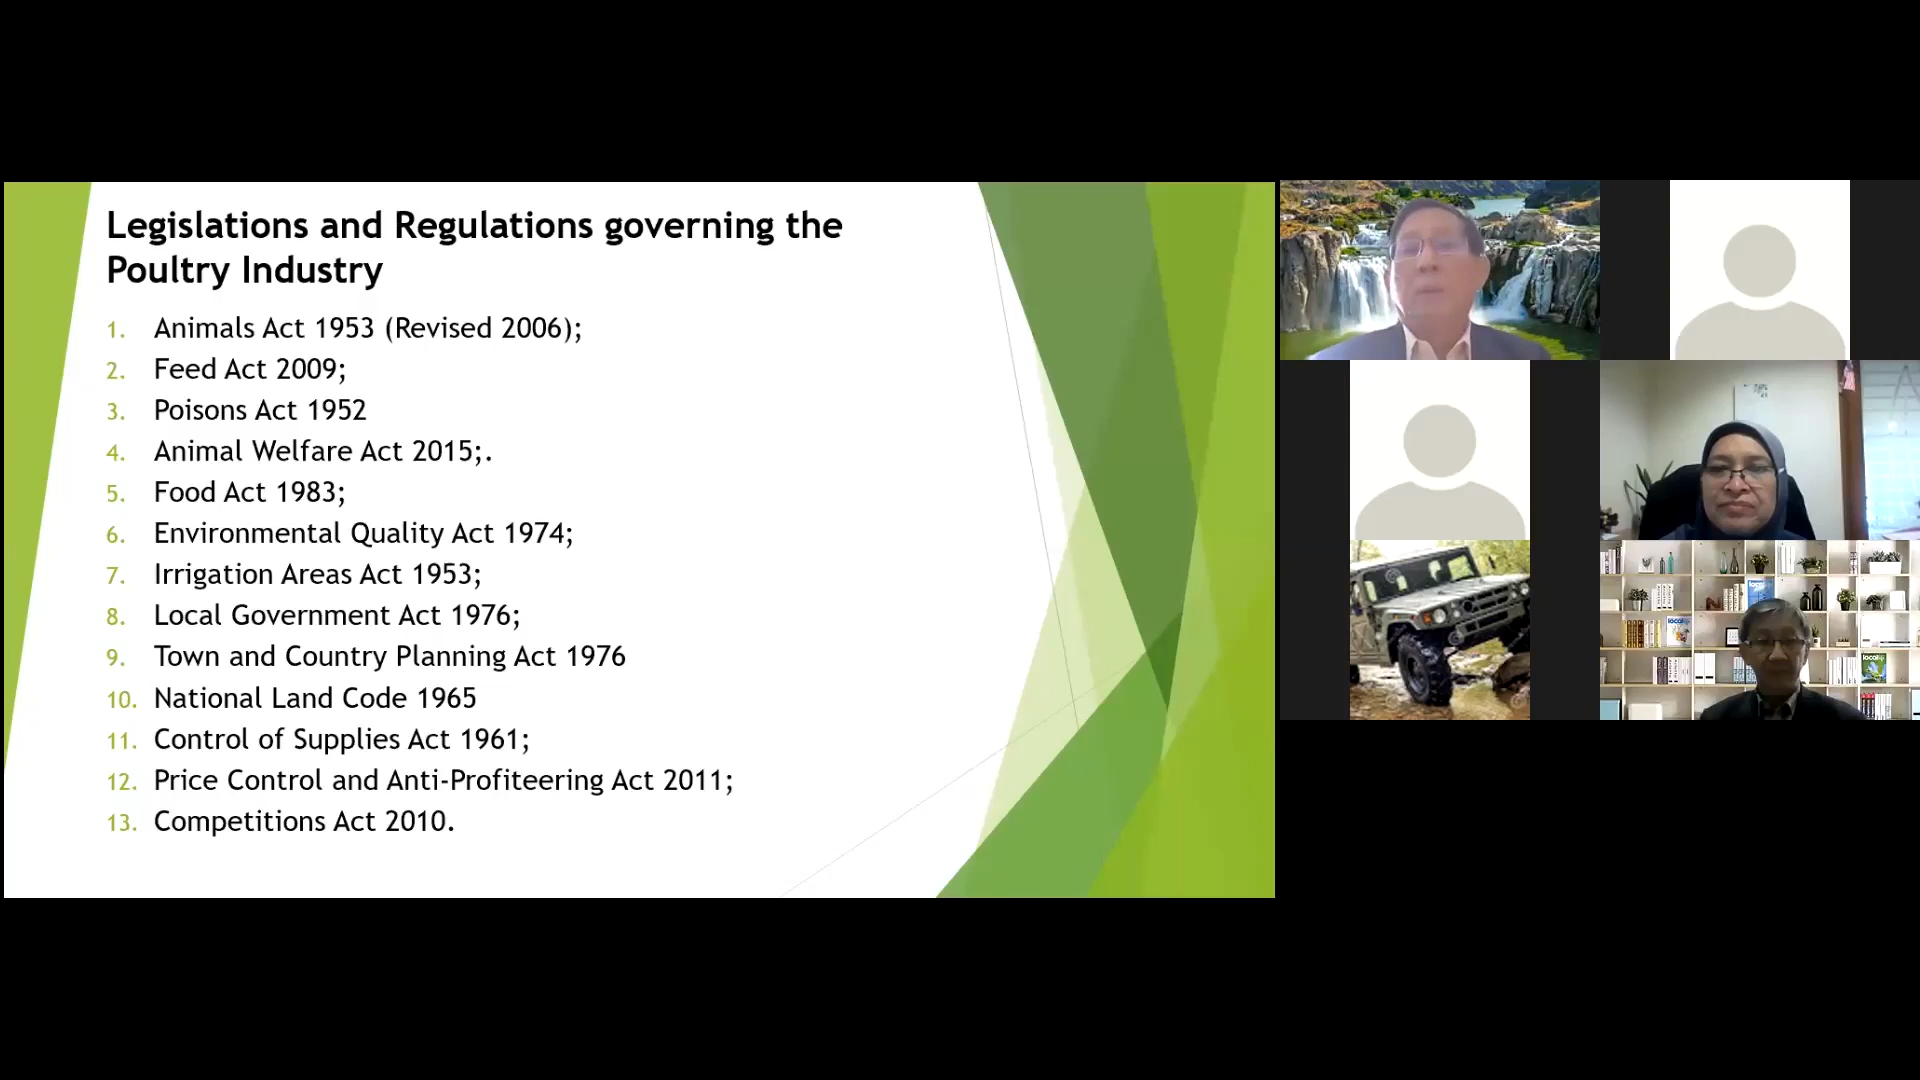 Legislations and Regulations governing the
Poultry Industry
1. Animals Act 1953 (Revised 2006);
2. Feed Act 2009;
3. Poisons Act 1952
4. Animal Welfare Act 2015;.
5. Food Act 1983;
6. Environmental Quality Act 1974;
7. Irrigation Areas Act 1953;
8. Local Government Act 1976;
9. Town and Country Planning Act 1976
10. National Land Code 1965
11. Control of Supplies Act 1961;
12. Price Control and Anti-Profiteering Act 2011;
13. Competitions Act 2010.